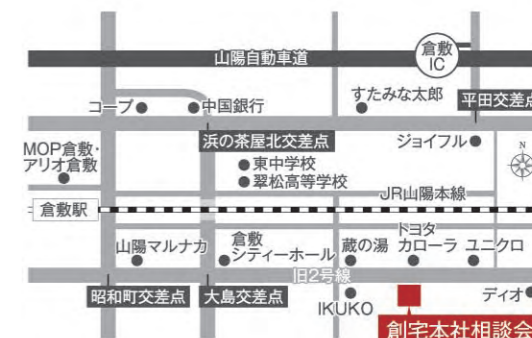 倉敷
IC
山陽自動車道
すたみな太郎
平田交差点
コープ
中国銀行
浜の茶屋北交差点
ジョイフル
N
MOP倉敷・
アリオ倉敷
東中学校
翠松高等学校
JR山陽本線
倉敷駅
トヨタ
カローラ
山陽マルナカ
倉敷
シティーホール
蔵の湯
ユニクロ
旧2号線
昭和町交差点
大島交差点
IKUKO
ディオ
創宅本社相談会